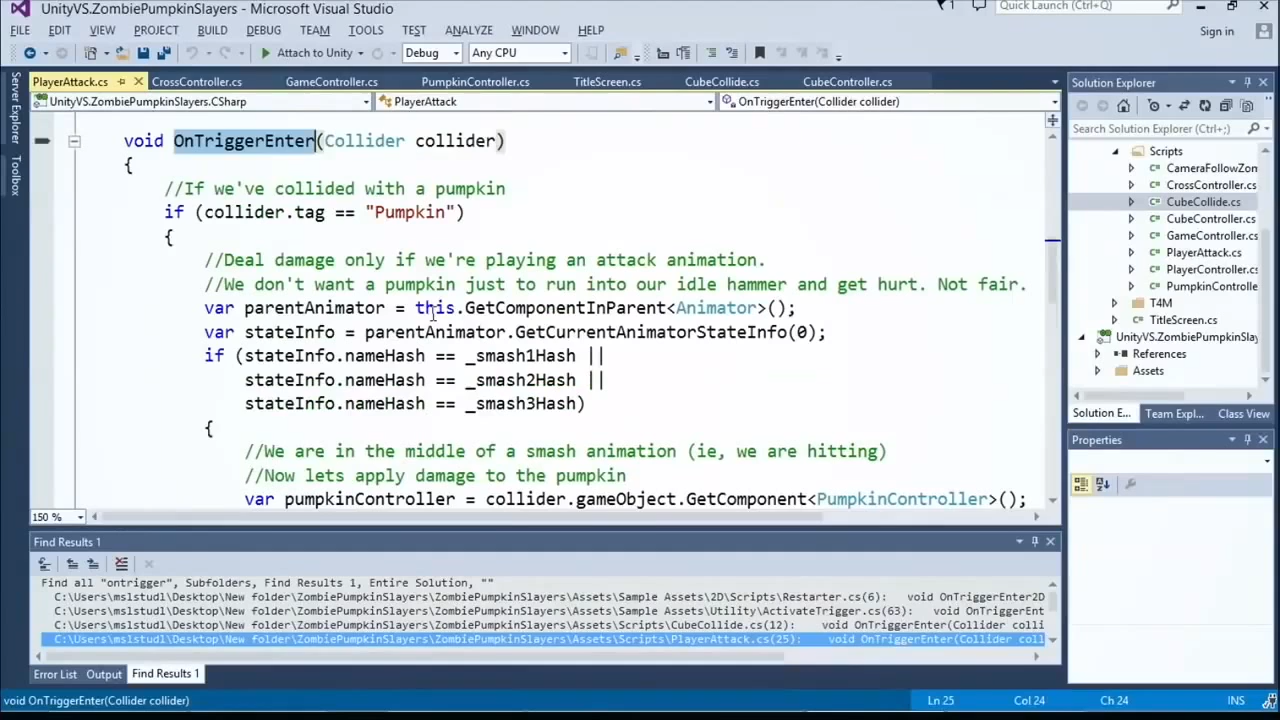 UnityVS.ZombiePumpkinSlayers - Microsoft Visual Studio
1
Quick Launch (Ctrl+Q)
FILE EDIT VIEW PROJECT BUILD DEBUG TEAM TOOLS TEST ANALYZE WINDOW HELP
Sign in
Attach to Unity
Debug
Any CPU
Server Explorer
Toolbox
PlayerAttack.cs CrossController.cs GameController.cs PumpkinController.cs TitleScreen.cs CubeCollide.cs CubeController.cs
UnityVS.ZombiePumpkinSlayers.CSharp PlayerAttack OnTriggerEnter(Collider collider)
void OnTriggerEnter(Collider collider)
{
//If we've collided with a pumpkin
if (collider.tag == "Pumpkin")
{
//Deal damage only if we're playing an attack animation.
//We don't want a pumpkin just to run into our idle hammer and get hurt. Not fair.
var parentAnimator = this.GetComponentInParent<Animator>();
var stateInfo = parentAnimator.GetCurrentAnimatorStateInfo(0);
if (stateInfo.nameHash == _smash1Hash ||
stateInfo.nameHash == _smash2Hash ||
stateInfo.nameHash == _smash3Hash)
{
//We are in the middle of a smash animation (ie, we are hitting)
//Now lets apply damage to the pumpkin
var pumpkinController = collider.gameObject.GetComponent<PumpkinController>();
150 %
Find Results 1
Find all "ontrigger", Subfolders, Find Results 1, Entire Solution, ""
C:\Users\mslstudl\Desktop\New folder\ZombiePumpkinSlayers\ZombiePumpkinSlayers\Assets\Sample Assets\2D\Scripts\Restarter.cs(6): void OnTriggerEnter2D
C:\Users\mslstudl\Desktop\New folder\ZombiePumpkinSlayers\ZombiePumpkinSlayers\Assets\Sample Assets\Utility\ActivateTrigger.cs(63): void OnTriggerEnt
C:\Users\mslstudl\Desktop\New folder\ZombiePumpkinSlayers\ZombiePumpkinSlayers\Assets\Scripts\CubeCollide.cs(12): void OnTriggerEnter(Collider colli
C:\Users\mslstudl\Desktop\New folder\ZombiePumpkinSlayers\ZombiePumpkinSlayers\Assets\Scripts\PlayerAttack.cs(25): void OnTriggerEnter(Collider coll
Error List Output Find Results 1
Solution Explorer
Search Solution Explorer (Ctrl+;)
Scripts
CameraFollowZom
CrossController.cs
CubeCollide.cs
CubeController.cs
GameController.cs
PlayerAttack.cs
PlayerController.cs
PumpkinControlle
T4M
TitleScreen.cs
UnityVS.ZombiePumpkinSlay
References
Assets
Solution E... Team Expl... Class View
Properties
void OnTriggerEnter(Collider collider)
Ln 25 Col 24 Ch 24 INS